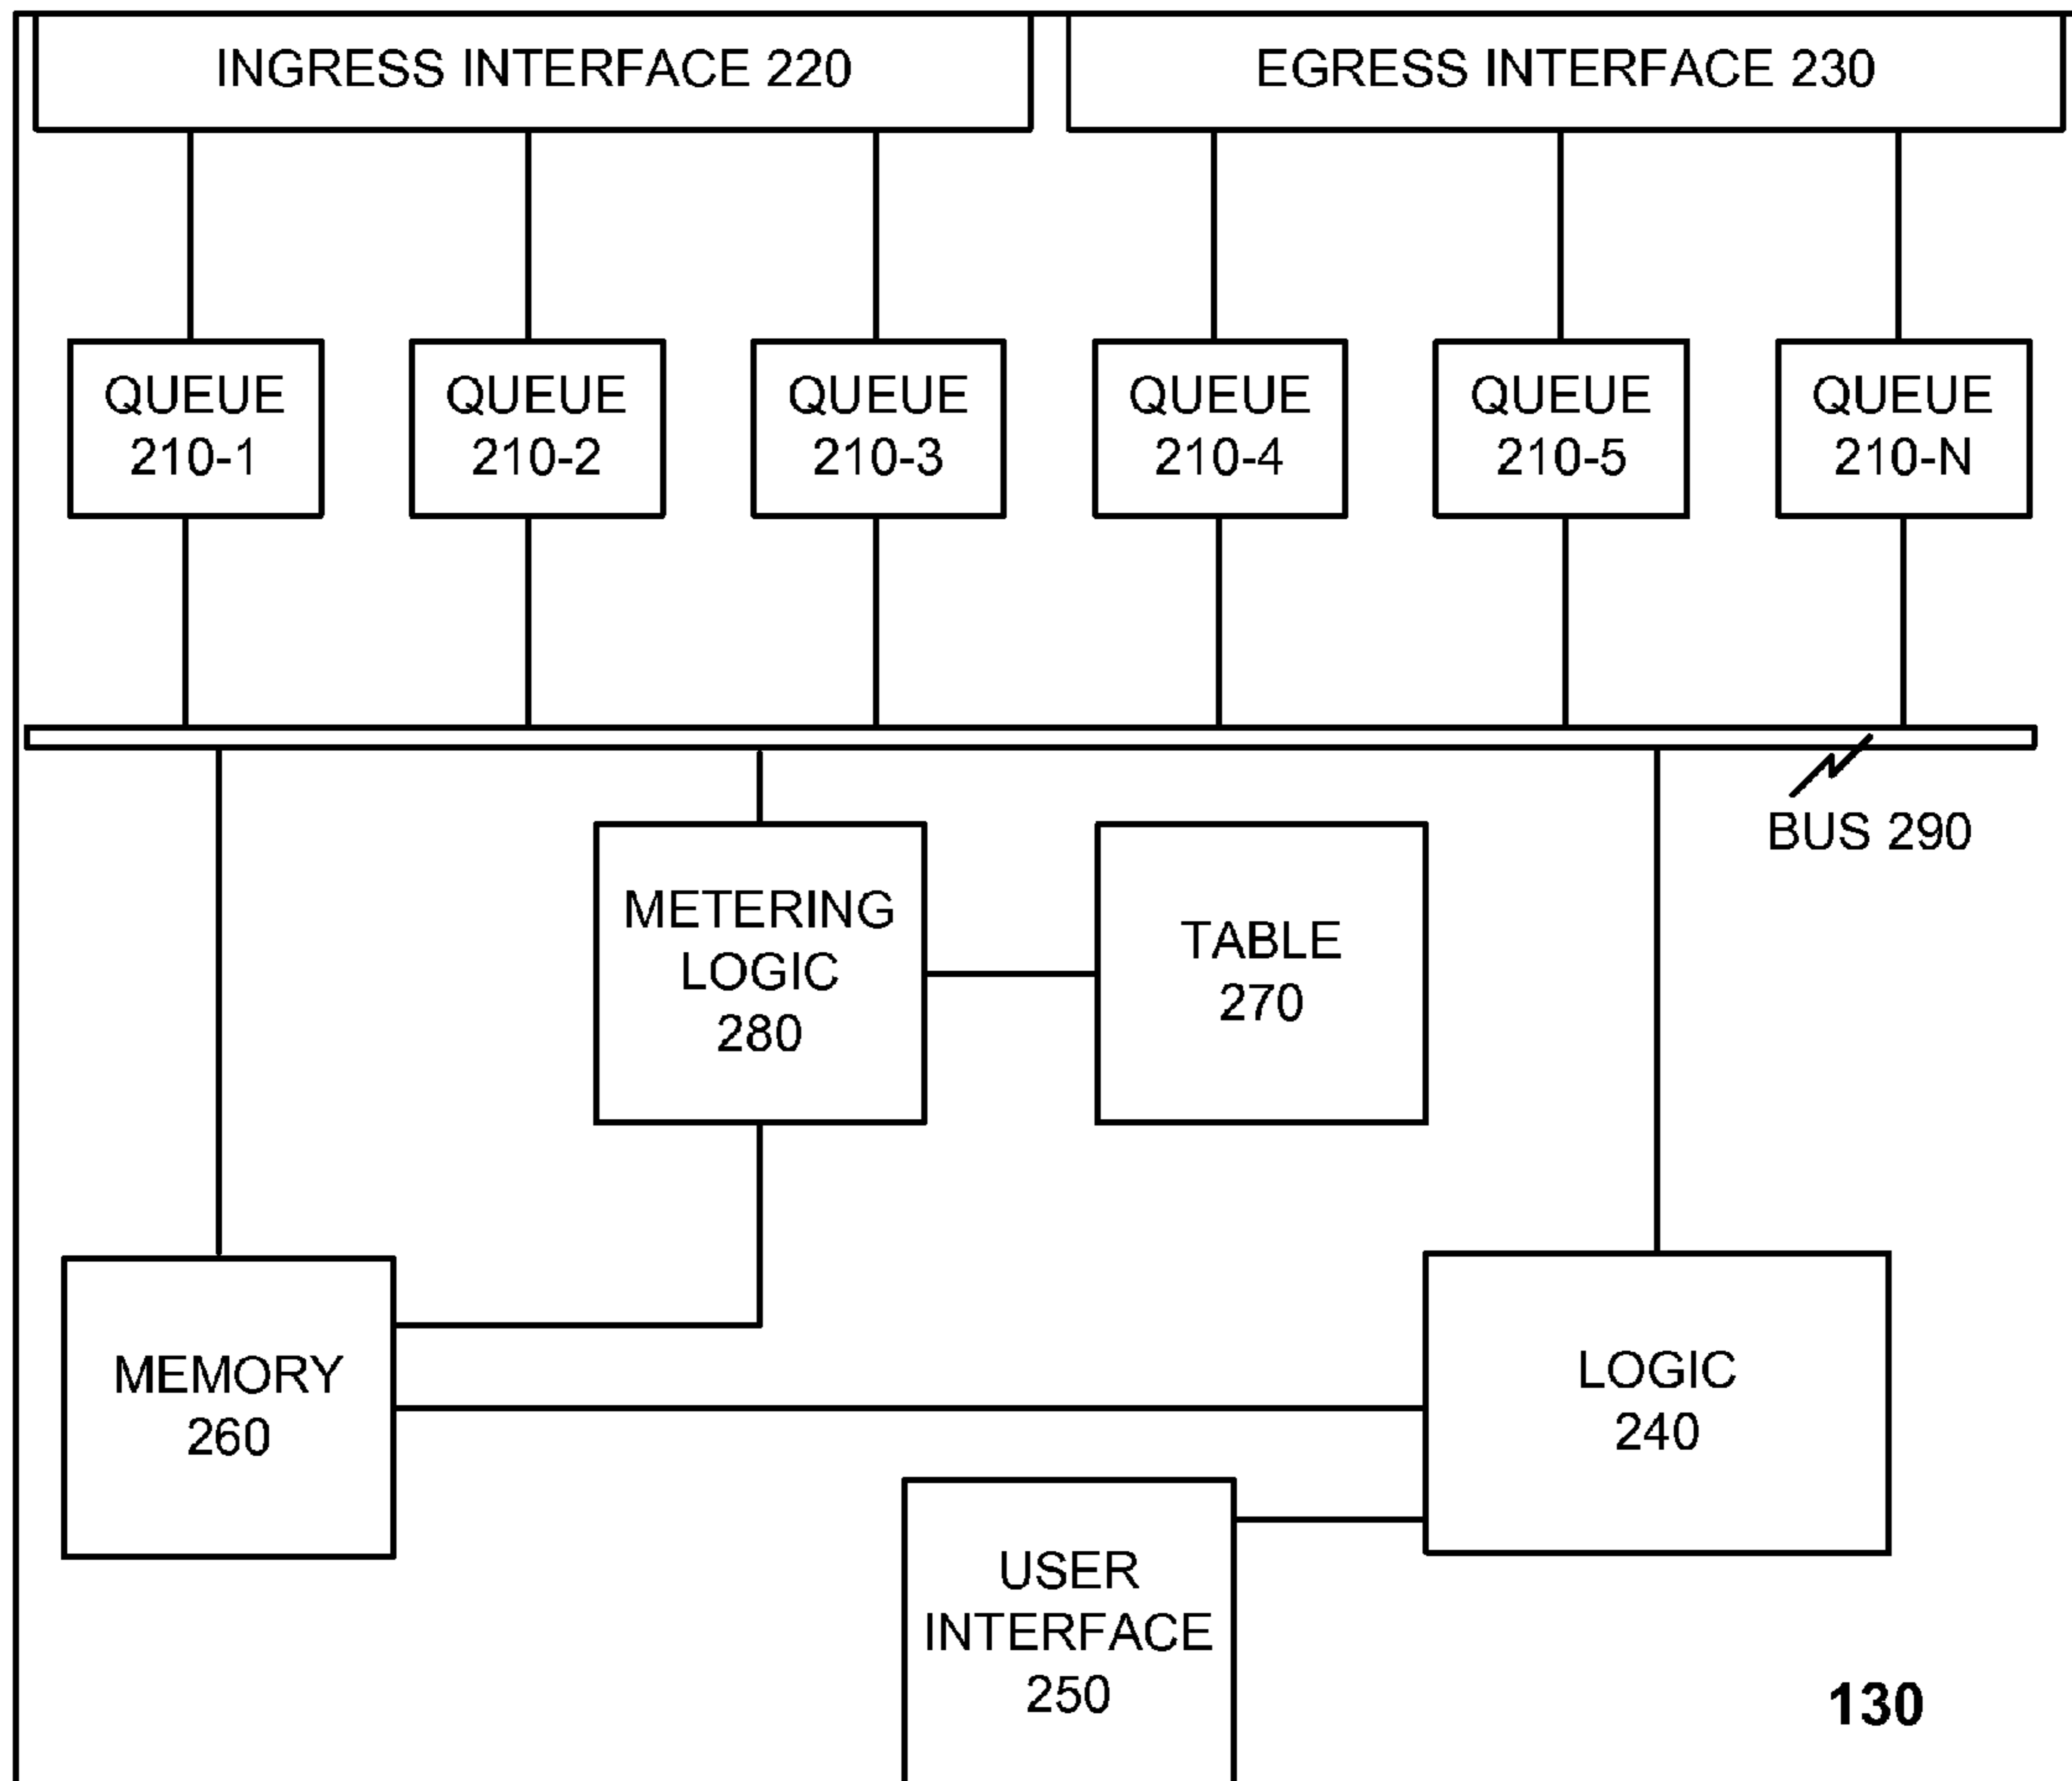 INGRESS INTERFACE 220
EGRESS INTERFACE 230
QUEUE
210-1
QUEUE
210-2
QUEUE
210-3
QUEUE
210-4
QUEUE
210-5
QUEUE
210-N
BUS 290
METERING
LOGIC
280
TABLE
270
MEMORY
260
LOGIC
240
USER
INTERFACE
250
130